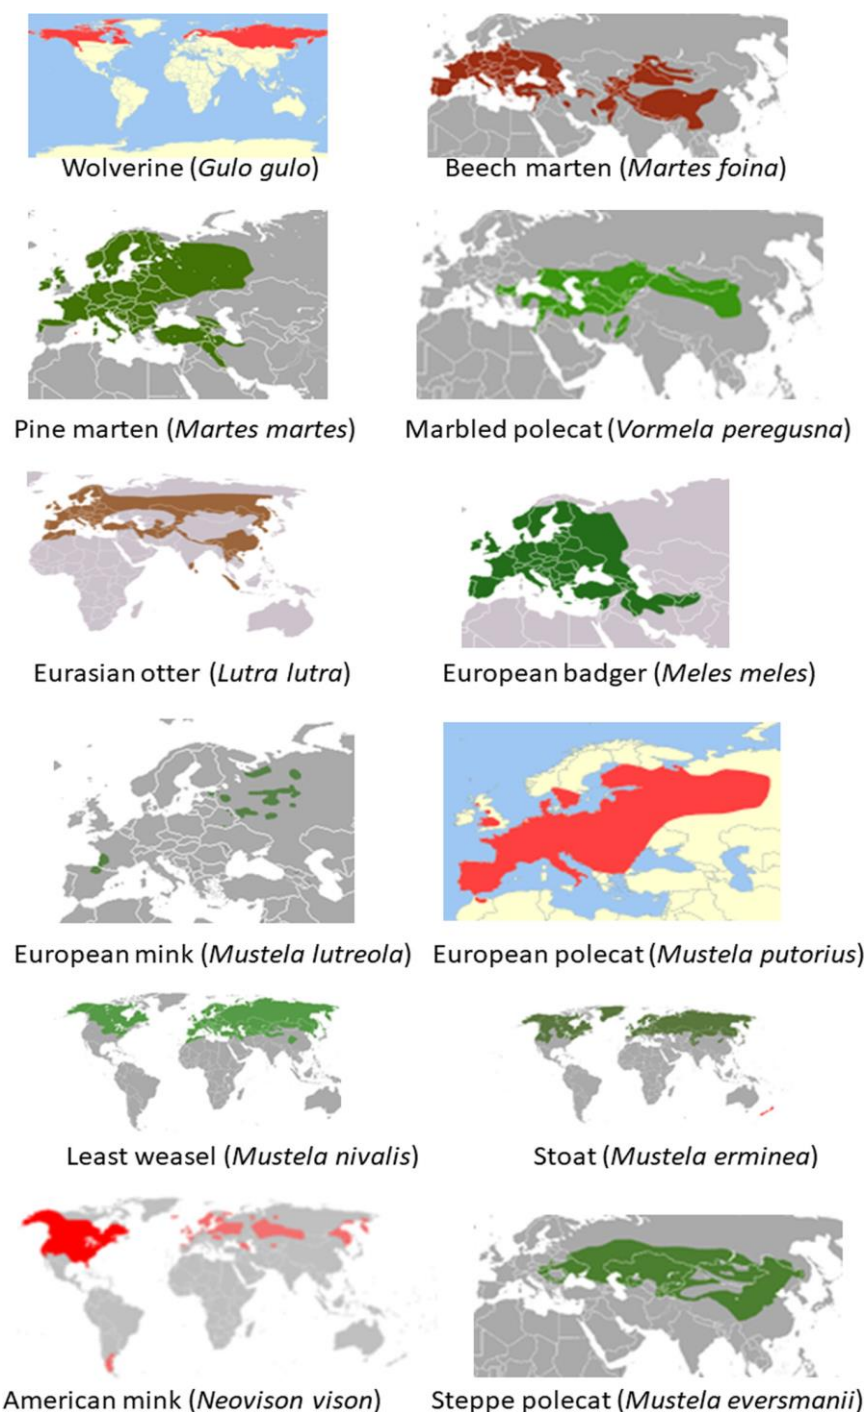 Wolverine (Gulo gulo)
Beech marten (Martes foina)
Pine marten (Martes martes)
Marbled polecat (Vormela peregusna)
Eurasian otter (Lutra lutra)
European badger (Meles meles)
European mink (Mustela lutreola)
European polecat (Mustela putorius)
Least weasel (Mustela nivalis)
Stoat (Mustela erminea)
American mink (Neovison vison)
Steppe polecat (Mustela eversmanii)